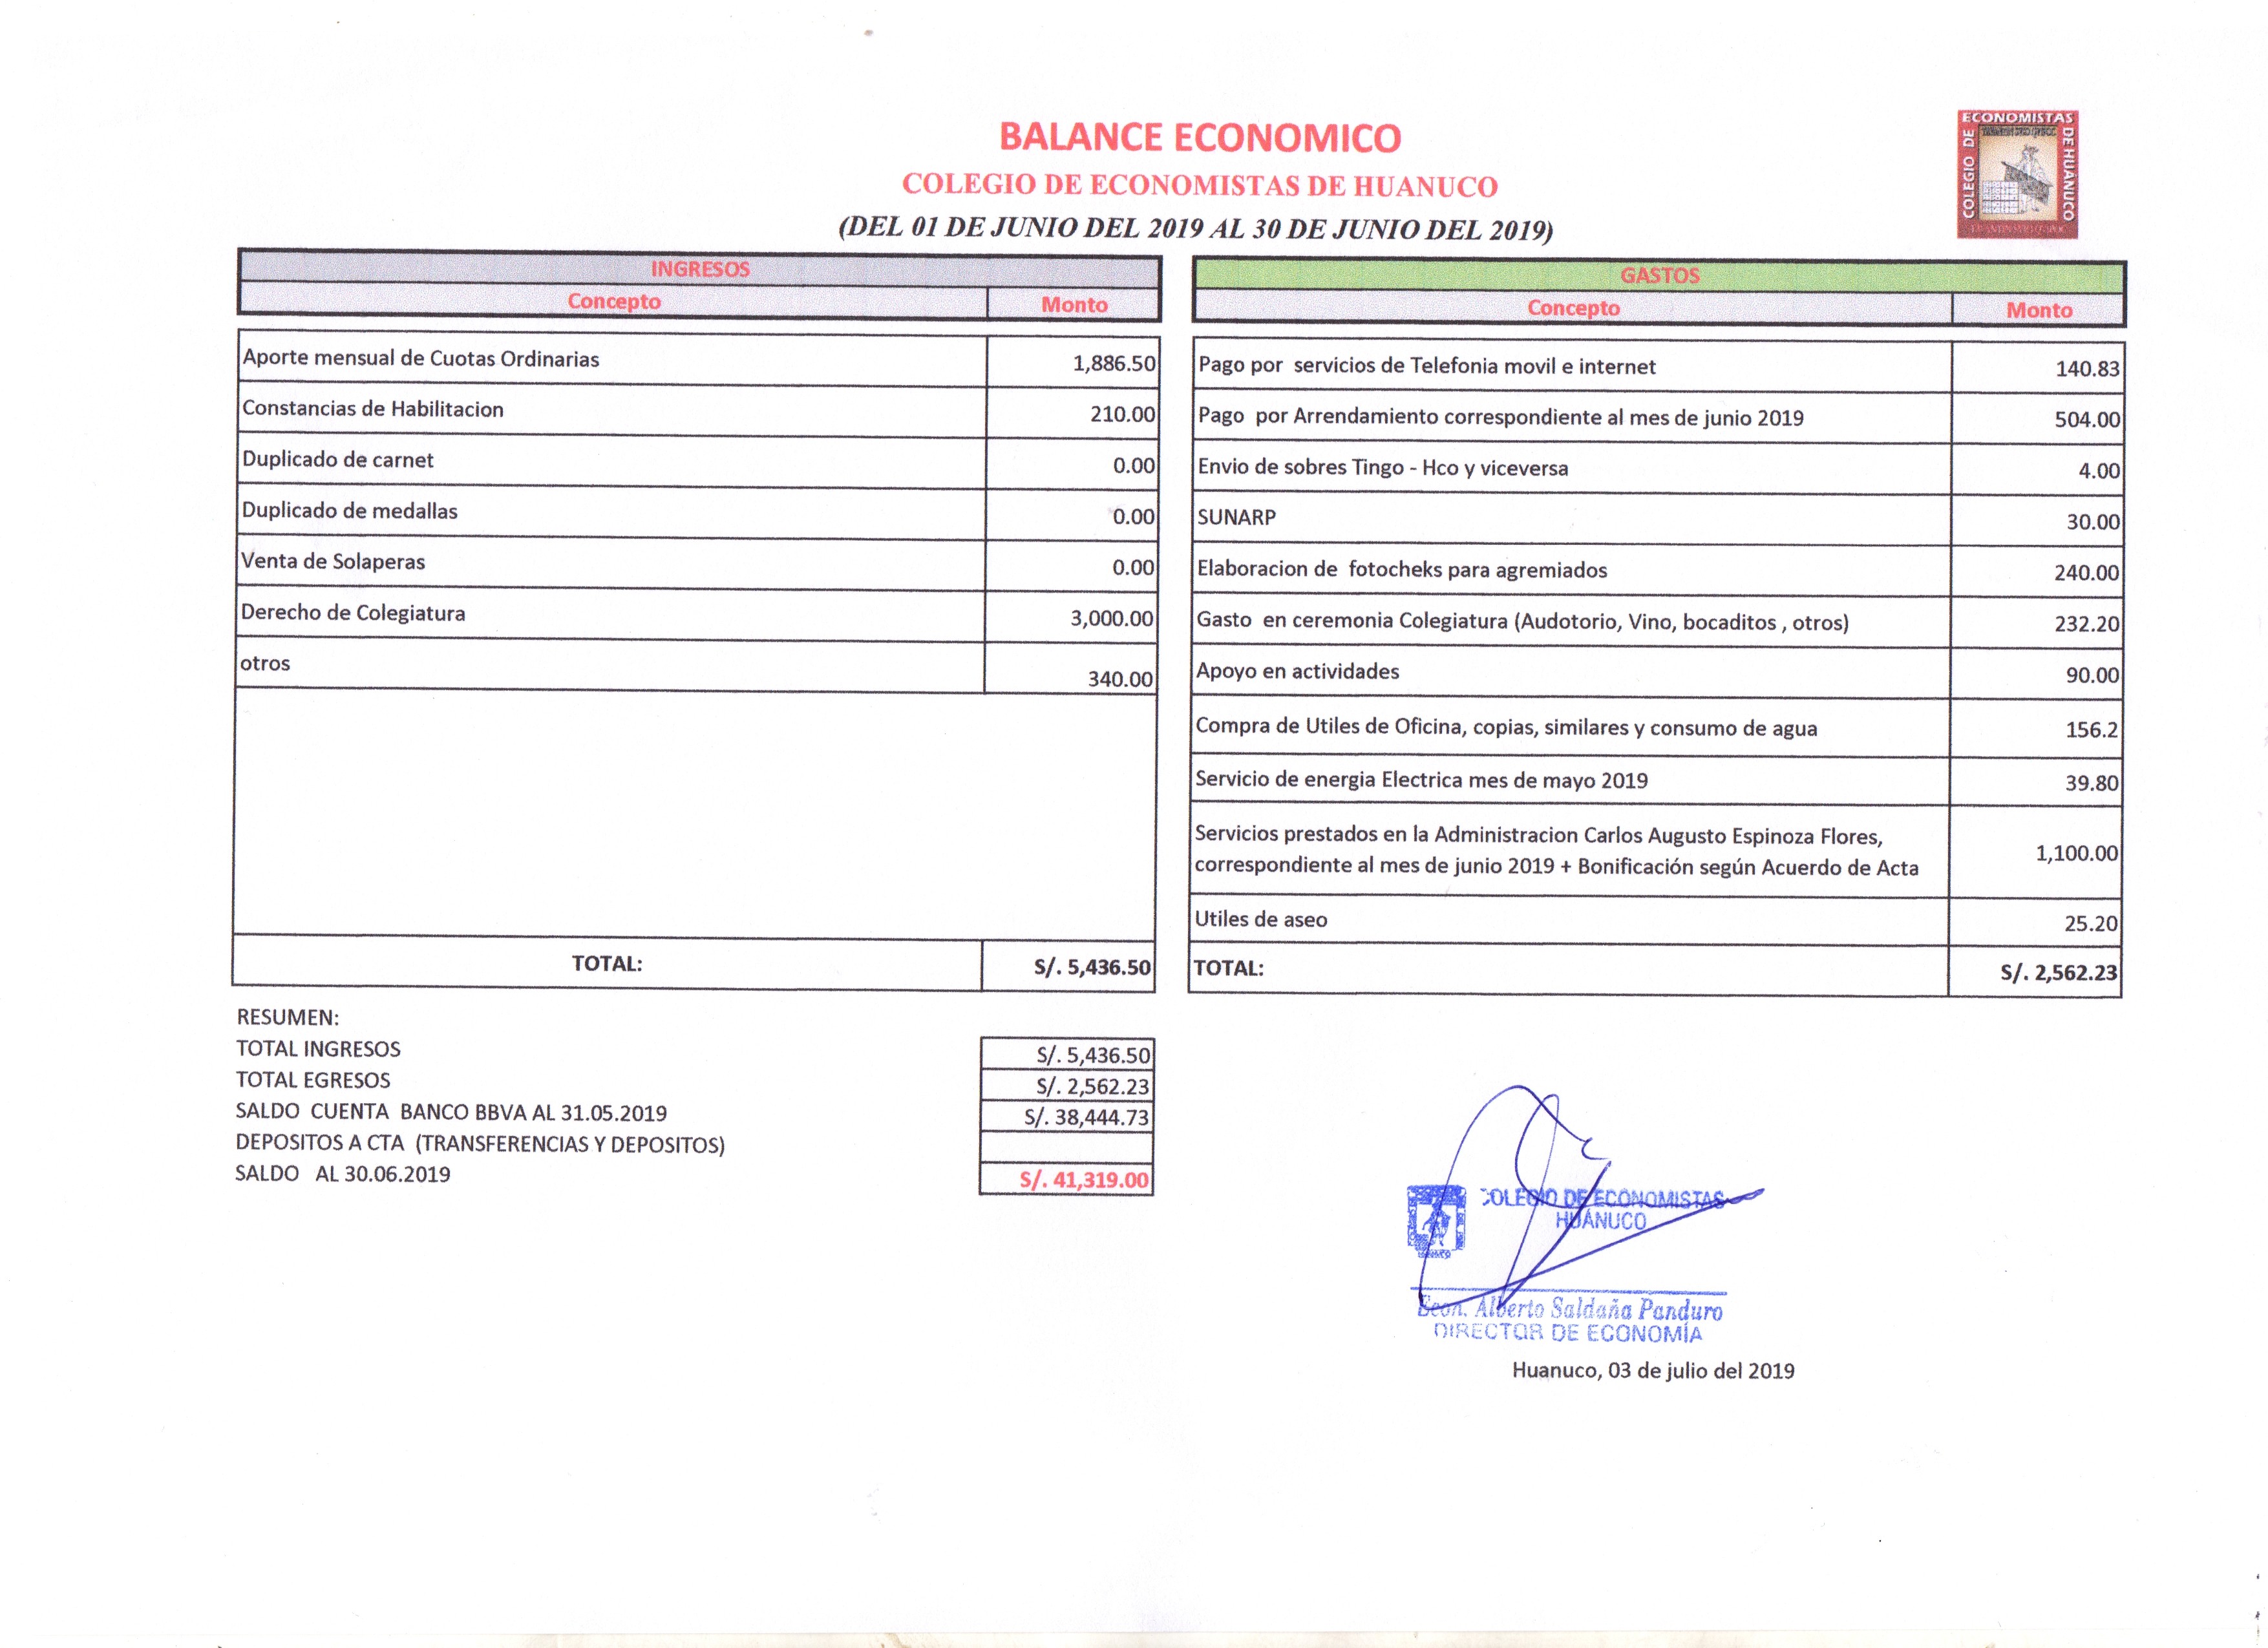 BALANCE ECONOMICO
COLEGIO DE ECONOMISTAS DE HUANUCO
(DEL 01 DE JUNIO DEL 2019 AL 30 DE JUNIO DEL 2019)
ECONOMISTAS
COLEGIO DE
DE HUANUCO
INGRESOS
Concepto Monto
Aporte mensual de Cuotas Ordinarias 1,886.50
Constancias de Habilitacion 210.00
Duplicado de carnet 0.00
Duplicado de medallas 0.00
Venta de Solaperas 0.00
Derecho de Colegiatura 3,000.00
otros 340.00
TOTAL: S/. 5,436.50
GASTOS
Concepto Monto
Pago por servicios de Telefonia movil e internet 140.83
Pago por Arrendamiento correspondiente al mes de junio 2019 504.00
Envio de sobres Tingo - Hco y viceversa 4.00
SUNARP 30.00
Elaboracion de fotocheks para agremiados 240.00
Gasto en ceremonia Colegiatura (Audotorio, Vino, bocaditos , otros) 232.20
Apoyo en actividades 90.00
Compra de Utiles de Oficina, copias, similares y consumo de agua 156.2
Servicio de energia Electrica mes de mayo 2019 39.80
Servicios prestados en la Administracion Carlos Augusto Espinoza Flores,
correspondiente al mes de junio 2019 + Bonificación según Acuerdo de Acta 1,100.00
Utiles de aseo 25.20
TOTAL: S/. 2,562.23
RESUMEN:
TOTAL INGRESOS S/. 5,436.50
TOTAL EGRESOS S/. 2,562.23
SALDO CUENTA BANCO BBVA AL 31.05.2019 S/. 38,444.73
DEPOSITOS A CTA (TRANSFERENCIAS Y DEPOSITOS)
SALDO AL 30.06.2019 S/. 41,319.00
COLEGIO DE ECONOMISTAS
HUÁNUCO
Econ. Alberto Saldaña Panduro
DIRECTOR DE ECONOMÍA
Huanuco, 03 de julio del 2019